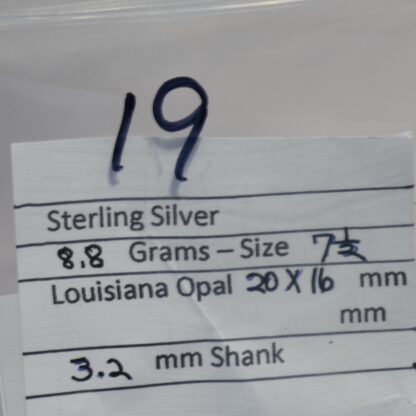 19
Sterling Silver
8.8 Grams – Size 7½
Louisiana Opal 20 X 16 mm
mm
3.2 mm Shank